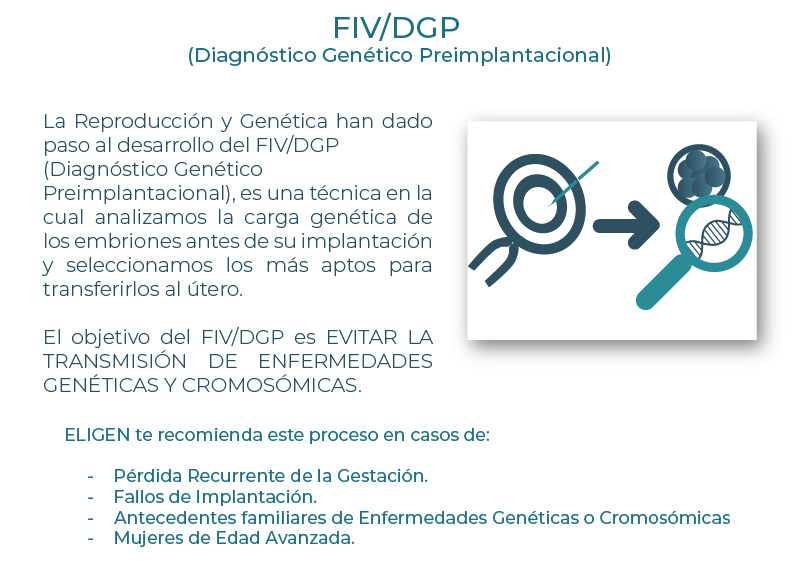 FIV/DGP
(Diagnóstico Genético Preimplantacional)
La Reproducción y Genética han dado
paso al desarrollo del FIV/DGP
(Diagnóstico Genético
Preimplantacional), es una técnica en la
cual analizamos la carga genética de
los embriones antes de su implantación
y seleccionamos los más aptos para
transferirlos al útero.
El objetivo del FIV/DGP es EVITAR LA
TRANSMISIÓN DE ENFERMEDADES
GENÉTICAS Y CROMOSÓMICAS.
ELIGEN te recomienda este proceso en casos de:
- Pérdida Recurrente de la Gestación.
- Fallos de Implantación.
- Antecedentes familiares de Enfermedades Genéticas o Cromosómicas
- Mujeres de Edad Avanzada.